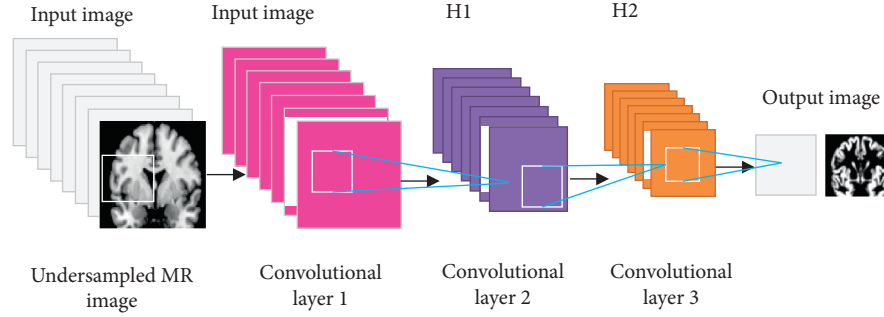 Input image
Input image
H1
H2
Output image
Undersampled MR
image
Convolutional
layer 1
Convolutional
layer 2
Convolutional
layer 3